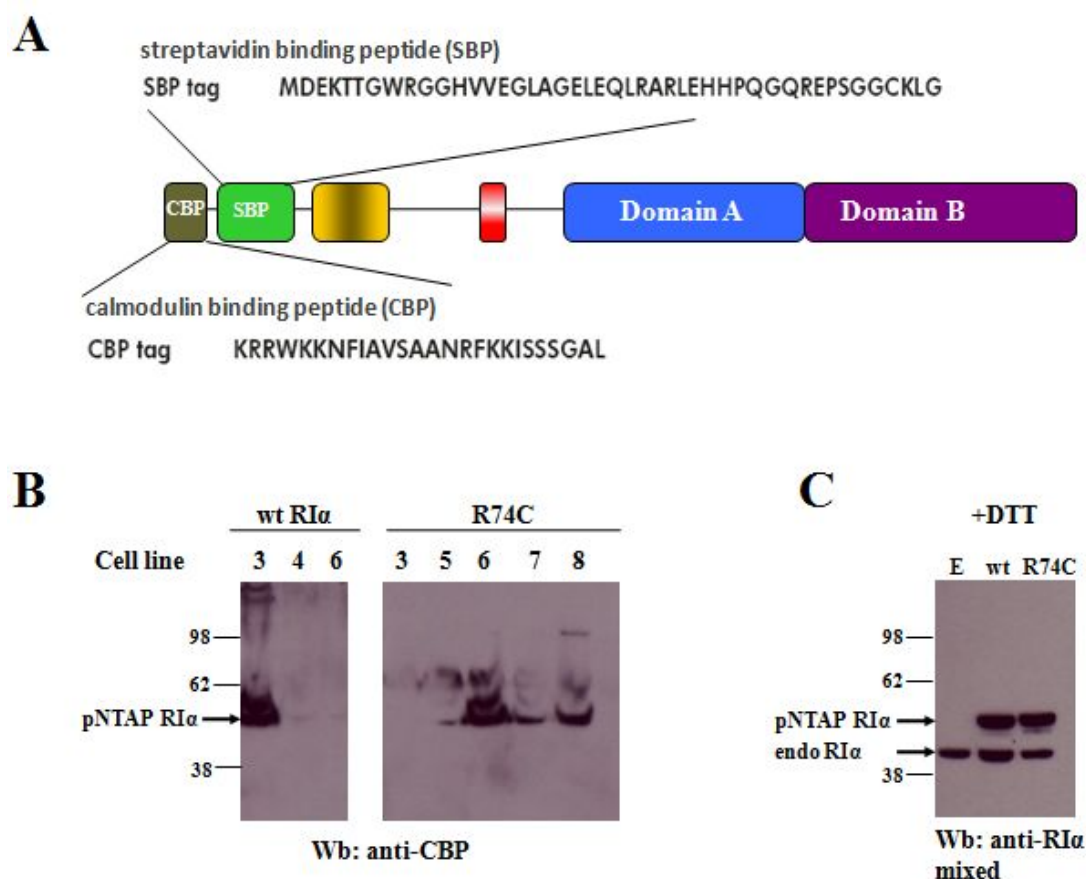 A
streptavidin binding peptide (SBP)
SBP tag MDEKTTGWRGGHVVEGLAGELEQLRARLEHHPQGQREPSGGCKLG
CBP SBP Domain A Domain B
calmodulin binding peptide (CBP)
CBP tag KRRWKKNFIAVSAANRFKKISSSGAL
B
wt RIα R74C
Cell line 3 4 6 3 5 6 7 8
98
62
pNTAP RIα
38
Wb: anti-CBP
C
+DTT
E wt R74C
98
62
pNTAP RIα
endo RIα
38
Wb: anti-RIα
mixed